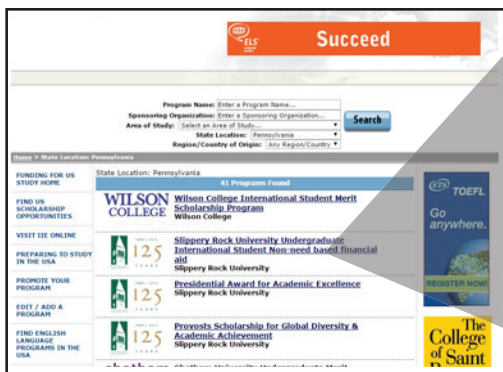 ELS
Succeed
Program Name: Enter a Program Name...
Sponsoring Organization: Enter a Sponsoring Organization...
Area of Study: Select an Area of Study...
State Location: Pennsylvania
Region/Country of Origin: Any Region/Country
Search
Home > State Location: Pennsylvania
FUNDING FOR US
STUDY HOME
FIND US
SCHOLARSHIP
OPPORTUNITIES
VISIT IIE ONLINE
PREPARING TO STUDY
IN THE USA
PROMOTE YOUR
PROGRAM
EDIT / ADD A
PROGRAM
FIND ENGLISH
LANGUAGE
PROGRAMS IN THE
USA
State Location: Pennsylvania
41 Programs Found
WILSON
COLLEGE
Wilson College International Student Merit
Scholarship Program
Wilson College
125
YEARS
Slippery Rock University Undergraduate
International Student Non-need based financial
aid
Slippery Rock University
125
YEARS
Presidential Award for Academic Excellence
Slippery Rock University
125
YEARS
Provosts Scholarship for Global Diversity &
Academic Achievement
Slippery Rock University
chatham
Chatham University Undergraduate Merit
ETS TOEFL
Go
anywhere.
REGISTER NOW!
The
College
of Saint